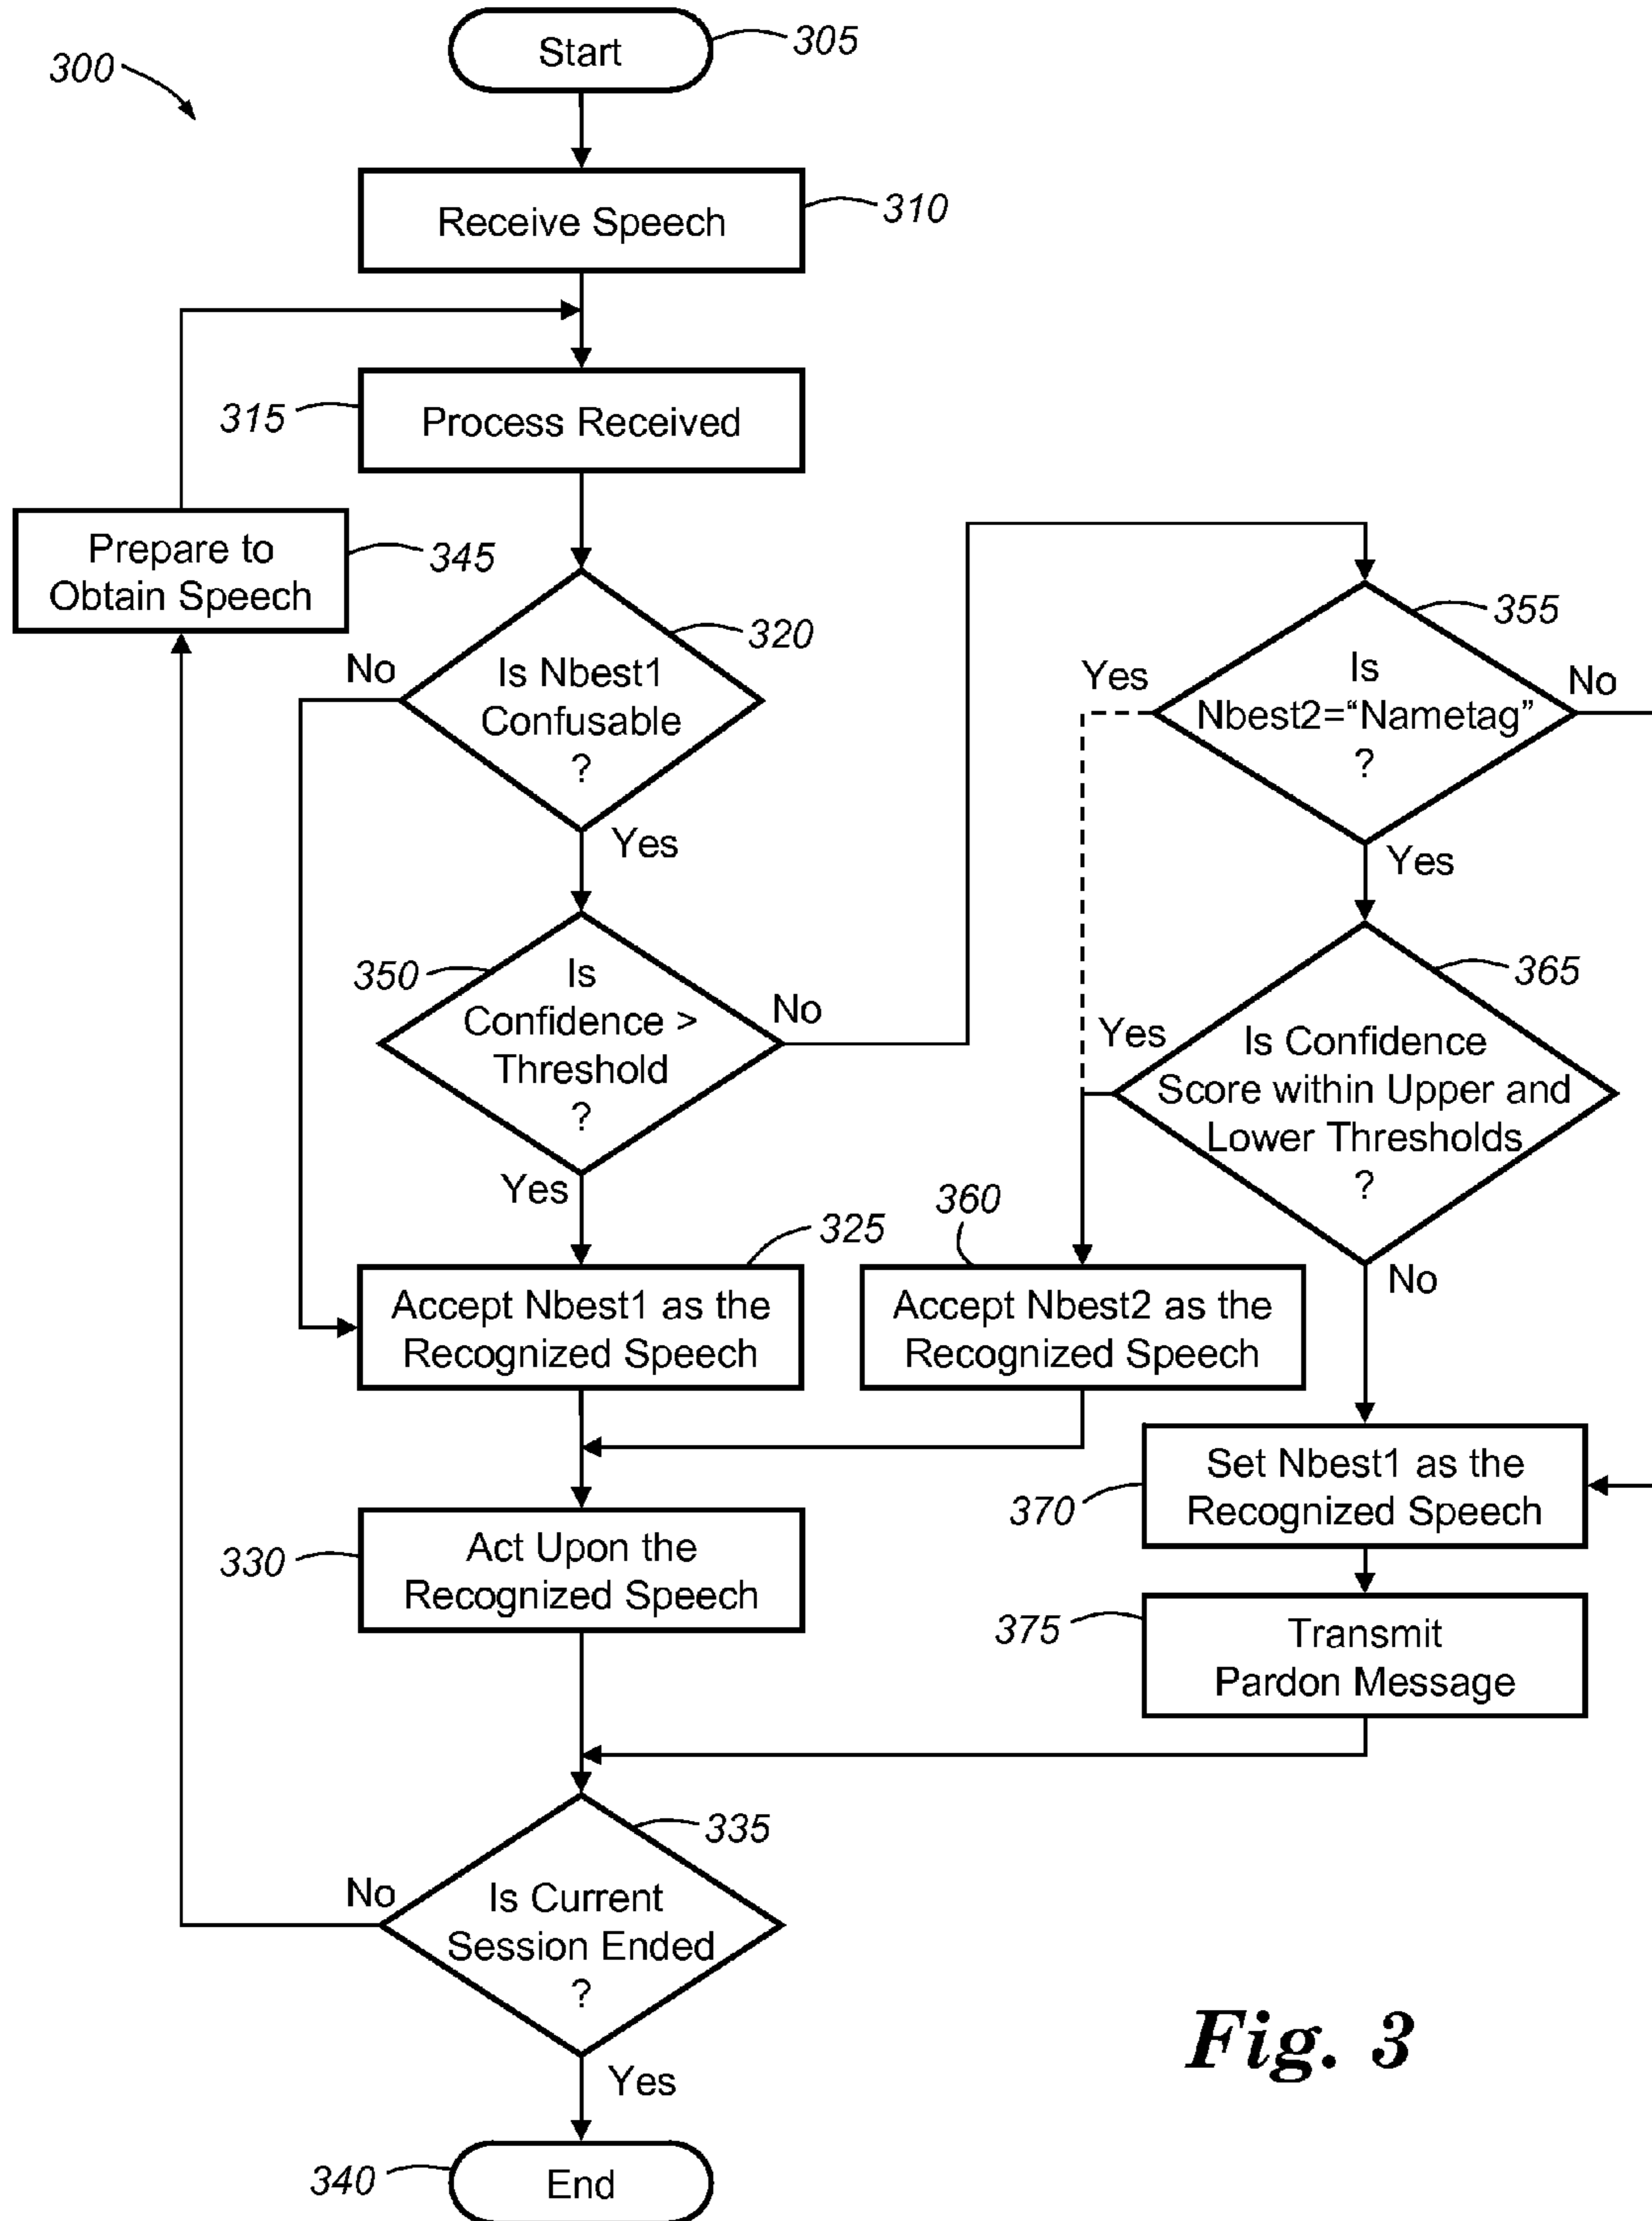 300
Start
305
Receive Speech
310
315
Process Received
Prepare to
Obtain Speech
345
320
No
Is Nbest1
Confusable
?
Yes
355
Yes
Is
Nbest2=“Nametag”
?
No
Yes
350
Is
Confidence >
Threshold
?
No
Yes
365
Yes
Is Confidence
Score within Upper and
Lower Thresholds
?
No
325
Accept Nbest1 as the
Recognized Speech
360
Accept Nbest2 as the
Recognized Speech
370
Set Nbest1 as the
Recognized Speech
330
Act Upon the
Recognized Speech
375
Transmit
Pardon Message
335
No
Is Current
Session Ended
?
Yes
340
End
Fig. 3